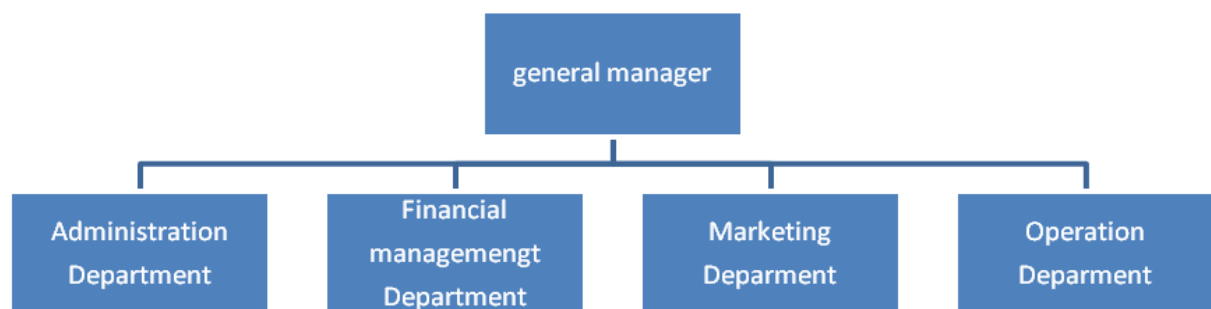 general manager
Administration
Department
Financial
managemengt
Department
Marketing
Deparment
Operation
Deparment